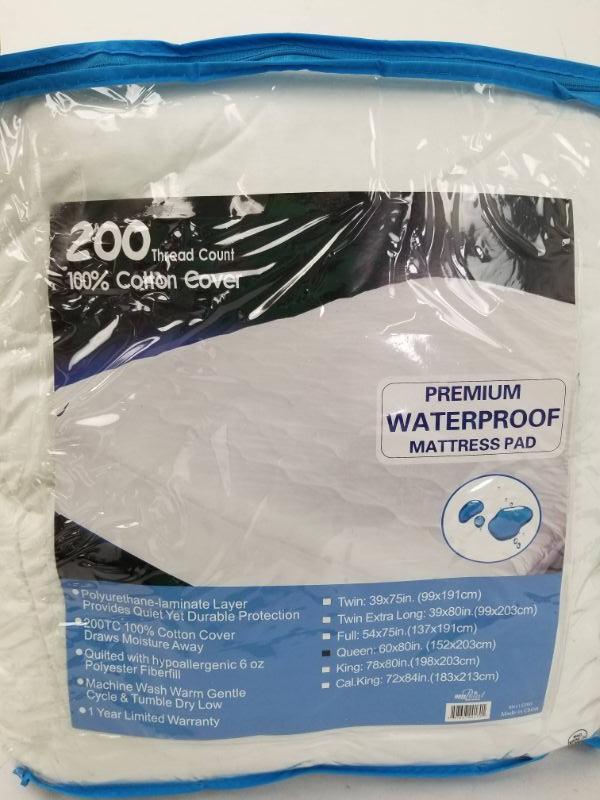 200 Thread Count
100% Cotton Cover
PREMIUM
WATERPROOF
MATTRESS PAD
Polyurethane-laminate Layer
Provides Quiet Yet Durable Protection
200TC 100% Cotton Cover
Draws Moisture Away
Quilted with hypoallergenic 6 oz
Polyester Fiberfill
Machine Wash Warm Gentle
Cycle & Tumble Dry Low
1 Year Limited Warranty
Twin: 39x75in. (99x191cm)
Twin Extra Long: 39x80in.(99x203cm)
Full: 54x75in.(137x191cm)
Queen: 60x80in. (152x203cm)
King: 78x80in.(198x203cm)
Cal.King: 72x84in.(183x213cm)
Made in China